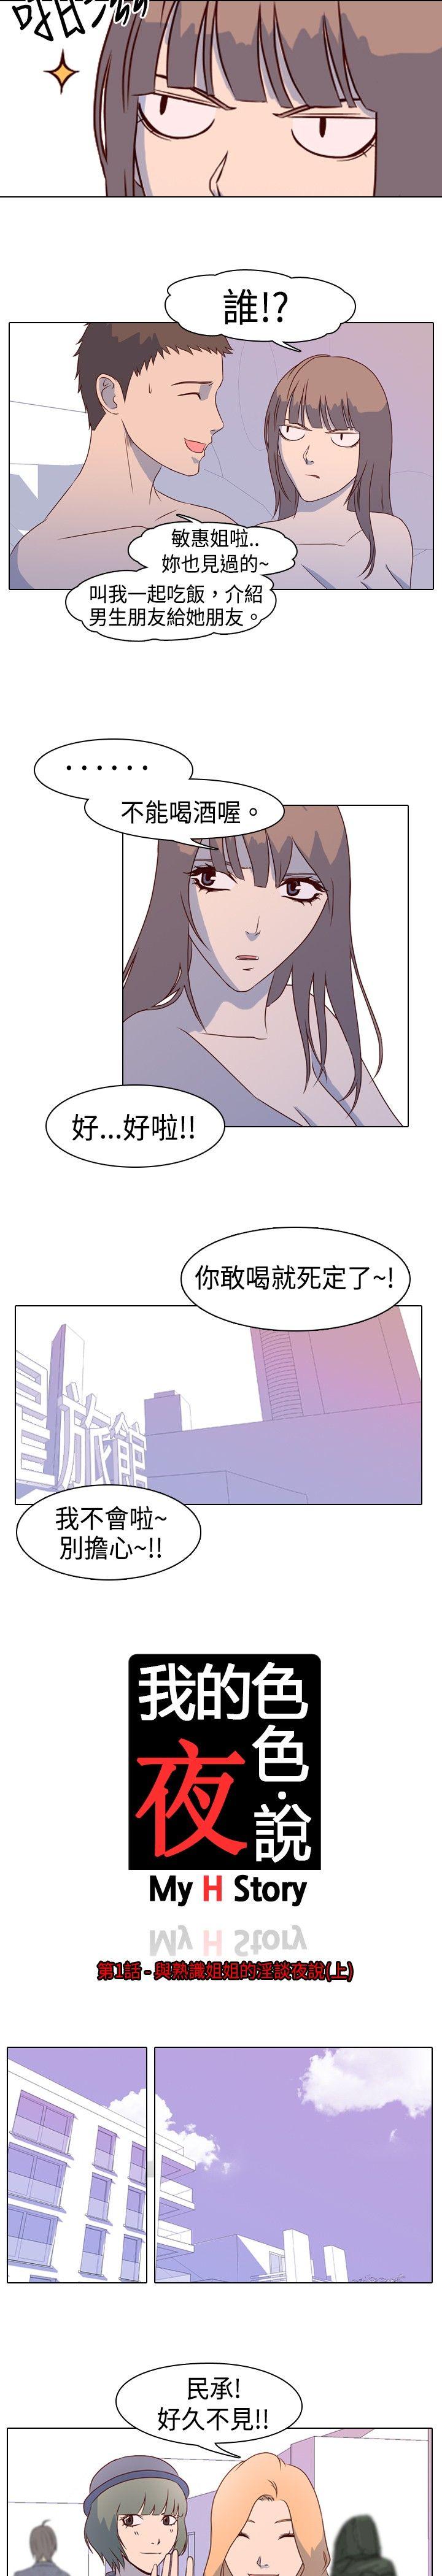 誰!?
敏惠姐啦..
妳也見過的~
叫我一起吃飯，介紹
男生朋友給她朋友。
······
不能喝酒喔。
好...好啦!!
你敢喝就死定了~!
星旅館
我不會啦~
別擔心~!!
我的色色·說
夜
My H Story
第1話 - 與熟識姐姐的淫談夜說(上)
民承!
好久不見!!